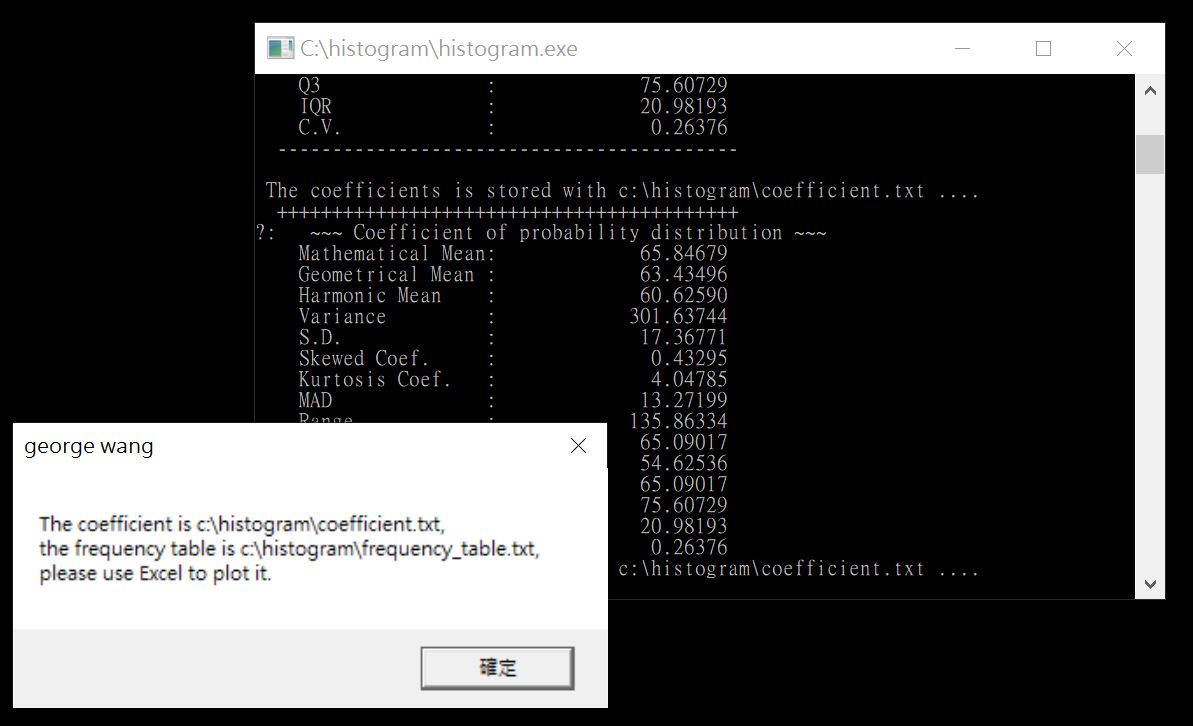 C:\histogram\histogram.exe
Q3 : 75.60729
IQR : 20.98193
C.V. : 0.26376
------------------------------------------
The coefficients is stored with c:\histogram\coefficient.txt ....
++++++++++++++++++++++++++++++++++++++++++
?: ~~~ Coefficient of probability distribution ~~~
Mathematical Mean: 65.84679
Geometrical Mean : 63.43496
Harmonic Mean : 60.62590
Variance : 301.63744
S.D. : 17.36771
Skewed Coef. : 0.43295
Kurtosis Coef. : 4.04785
MAD : 13.27199
Range : 135.86334
65.09017
54.62536
65.09017
75.60729
20.98193
0.26376
c:\histogram\coefficient.txt ....
george wang
The coefficient is c:\histogram\coefficient.txt,
the frequency table is c:\histogram\frequency_table.txt,
please use Excel to plot it.
確定